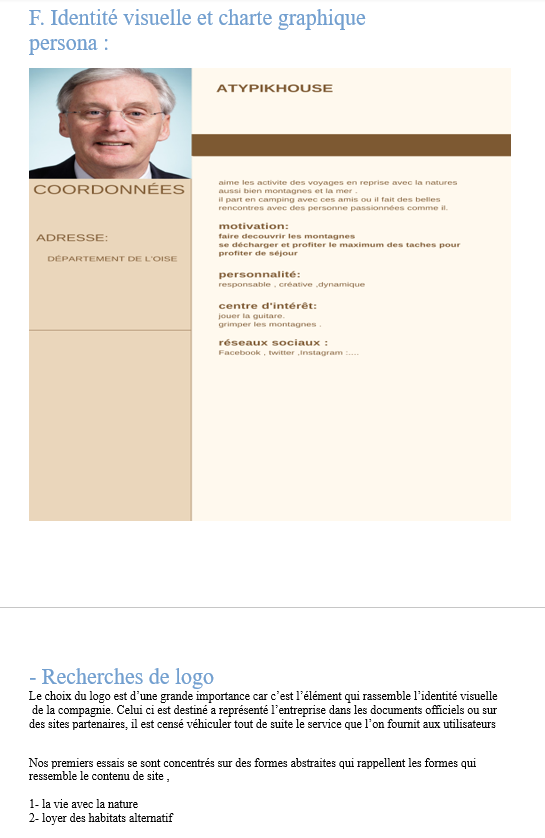 F. Identité visuelle et charte graphique
persona :
ATYPIKHOUSE
COORDONNÉES
ADRESSE:
DÉPARTEMENT DE L'OISE
aime les activite des voyages en reprise avec la natures
aussi bien montagnes et la mer .
il part en camping avec ces amis ou il fait des belles
rencontres avec des personne passionnées comme il.
motivation:
faire decouvrir les montagnes
se décharger et profiter le maximum des taches pour
profiter de séjour
personnalité:
responsable , créative ,dynamique
centre d'intérêt:
jouer la guitare.
grimper les montagnes .
réseaux sociaux :
Facebook , twitter ,Instagram :....
- Recherches de logo
Le choix du logo est d’une grande importance car c’est l’élément qui rassemble l’identité visuelle
de la compagnie. Celui ci est destiné a représenté l’entreprise dans les documents officiels ou sur
des sites partenaires, il est censé véhiculer tout de suite le service que l’on fournit aux utilisateurs
Nos premiers essais se sont concentrés sur des formes abstraites qui rappellent les formes qui
ressemble le contenu de site ,
1- la vie avec la nature
2- loyer des habitats alternatif